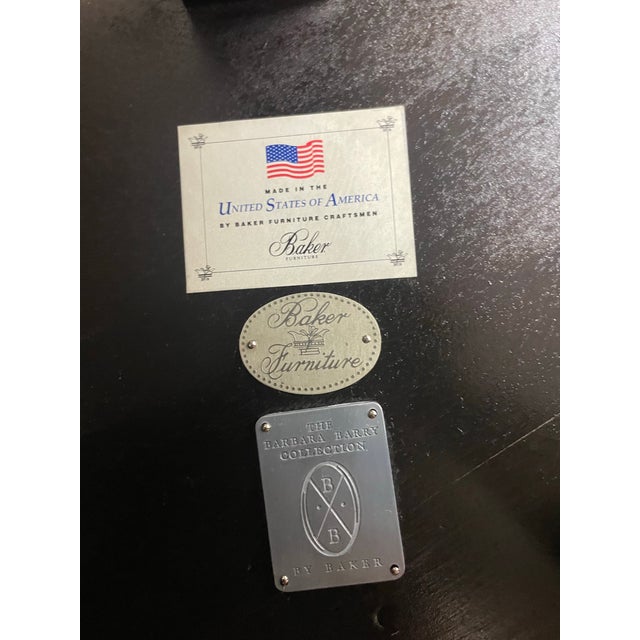 MADE IN THE
UNITED STATES OF AMERICA
BY BAKER FURNITURE CRAFTSMEN
Baker
FURNITURE
Baker
Furniture
THE
BARBARA BARRY
COLLECTION
B
B
BY BAKER